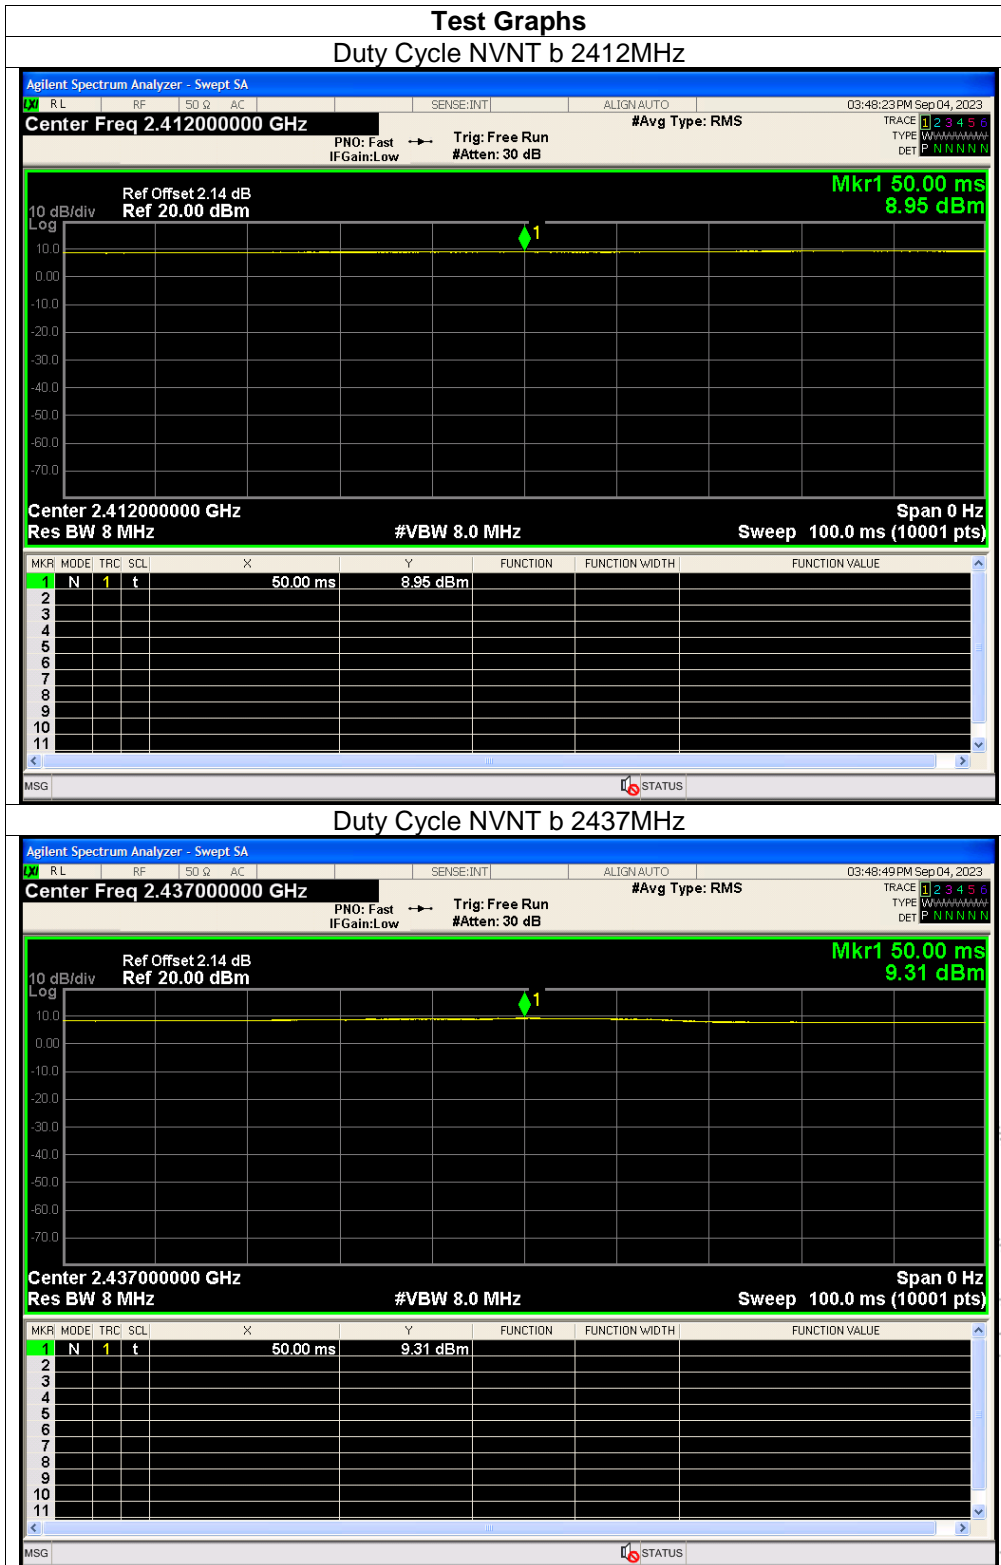 Test Graphs
Duty Cycle NVNT b 2412MHz
Agilent Spectrum Analyzer - Swept SA
LXI RL RF 50 Ω AC SENSE:INT ALIGN AUTO 03:48:23 PM Sep 04, 2023
Center Freq 2.412000000 GHz #Avg Type: RMS TRACE 1 2 3 4 5 6
PNO: Fast Trig: Free Run TYPE WWWWWW
IFGain:Low #Atten: 30 dB DET P N N N N N
Mkr1 50.00 ms
Ref Offset 2.14 dB
10 dB/div Ref 20.00 dBm 8.95 dBm
Log
1
10.0
0.00
-10.0
-20.0
-30.0
-40.0
-50.0
-60.0
-70.0
Center 2.412000000 GHz Span 0 Hz
Res BW 8 MHz #VBW 8.0 MHz Sweep 100.0 ms (10001 pts)
MKR MODE TRC SCL X Y FUNCTION FUNCTION WIDTH FUNCTION VALUE
1 N 1 t 50.00 ms 8.95 dBm
2
3
4
5
6
7
8
9
10
11
MSG STATUS
Duty Cycle NVNT b 2437MHz
Agilent Spectrum Analyzer - Swept SA
LXI RL RF 50 Ω AC SENSE:INT ALIGN AUTO 03:48:49 PM Sep 04, 2023
Center Freq 2.437000000 GHz #Avg Type: RMS TRACE 1 2 3 4 5 6
PNO: Fast Trig: Free Run TYPE WWWWWW
IFGain:Low #Atten: 30 dB DET P N N N N N
Mkr1 50.00 ms
Ref Offset 2.14 dB
10 dB/div Ref 20.00 dBm 9.31 dBm
Log
1
10.0
0.00
-10.0
-20.0
-30.0
-40.0
-50.0
-60.0
-70.0
Center 2.437000000 GHz Span 0 Hz
Res BW 8 MHz #VBW 8.0 MHz Sweep 100.0 ms (10001 pts)
MKR MODE TRC SCL X Y FUNCTION FUNCTION WIDTH FUNCTION VALUE
1 N 1 t 50.00 ms 9.31 dBm
2
3
4
5
6
7
8
9
10
11
MSG STATUS